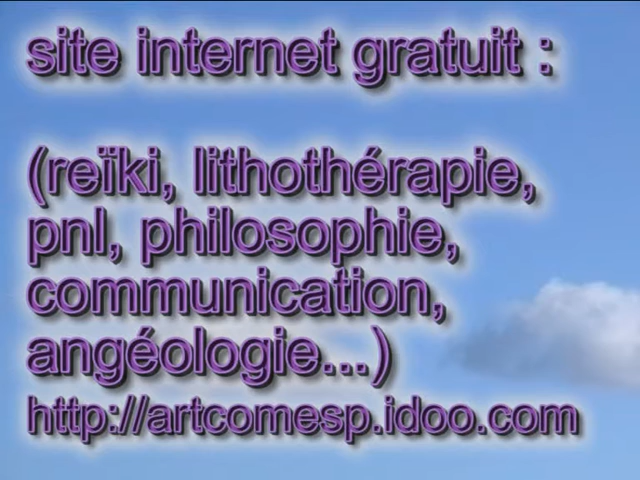 site internet gratuit :
(reïki, lithothérapie,
pnl, philosophie,
communication,
angéologie...)
http://artcomesp.idoo.com